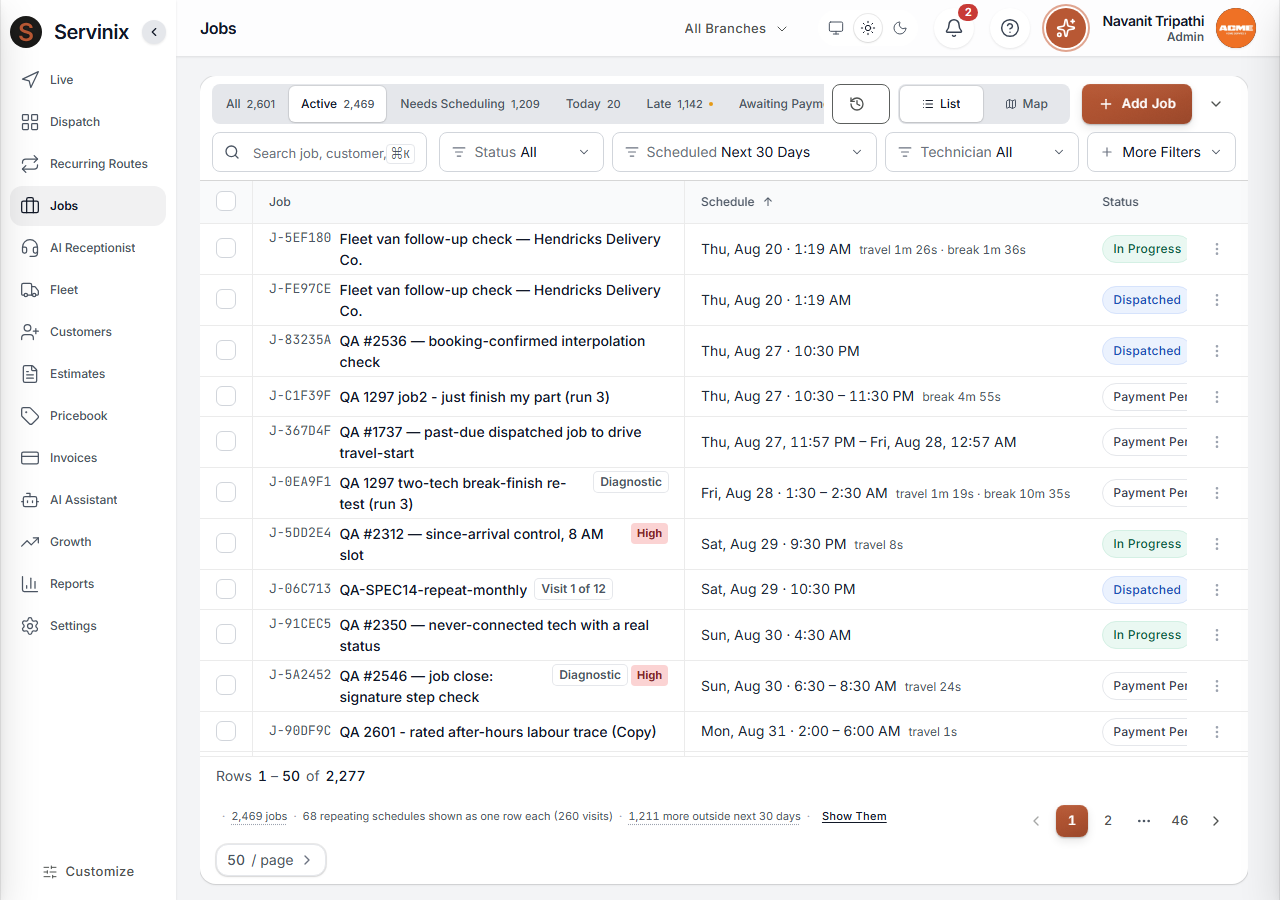 S Servinix
Jobs
All Branches
2
Navanit Tripathi
Admin
ACME
Live
Dispatch
Recurring Routes
Jobs
AI Receptionist
Fleet
Customers
Estimates
Pricebook
Invoices
AI Assistant
Growth
Reports
Settings
Customize
All 2,601
Active 2,469
Needs Scheduling 1,209
Today 20
Late 1,142
Awaiting Paym
List
Map
+ Add Job
Search job, customer, ⌘K
Status All
Scheduled Next 30 Days
Technician All
+ More Filters
Job
Schedule ↑
Status
J-5EF180 Fleet van follow-up check — Hendricks Delivery
Co.
Thu, Aug 20 · 1:19 AM travel 1m 26s · break 1m 36s
In Progress
J-FE97CE Fleet van follow-up check — Hendricks Delivery
Co.
Thu, Aug 20 · 1:19 AM
Dispatched
J-83235A QA #2536 — booking-confirmed interpolation
check
Thu, Aug 27 · 10:30 PM
Dispatched
J-C1F39F QA 1297 job2 - just finish my part (run 3)
Thu, Aug 27 · 10:30 – 11:30 PM break 4m 55s
Payment Per
J-367D4F QA #1737 — past-due dispatched job to drive
travel-start
Thu, Aug 27, 11:57 PM – Fri, Aug 28, 12:57 AM
Payment Per
J-0EA9F1 QA 1297 two-tech break-finish re-
test (run 3)
Diagnostic
Fri, Aug 28 · 1:30 – 2:30 AM travel 1m 19s · break 10m 35s
Payment Per
J-5DD2E4 QA #2312 — since-arrival control, 8 AM
slot
High
Sat, Aug 29 · 9:30 PM travel 8s
In Progress
J-06C713 QA-SPEC14-repeat-monthly Visit 1 of 12
Sat, Aug 29 · 10:30 PM
Dispatched
J-91CEC5 QA #2350 — never-connected tech with a real
status
Sun, Aug 30 · 4:30 AM
In Progress
J-5A2452 QA #2546 — job close:
signature step check
Diagnostic High
Sun, Aug 30 · 6:30 – 8:30 AM travel 24s
Payment Per
J-90DF9C QA 2601 - rated after-hours labour trace (Copy)
Mon, Aug 31 · 2:00 – 6:00 AM travel 1s
Payment Per
Rows 1 – 50 of 2,277
· 2,469 jobs · 68 repeating schedules shown as one row each (260 visits) · 1,211 more outside next 30 days · Show Them
1 2 ··· 46
50 / page